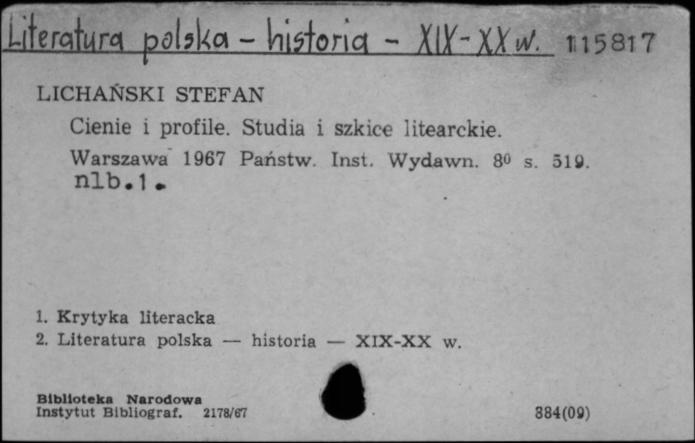 Literatura polska – historia – XIX-XX w. 115817
LICHAŃSKI STEFAN
Cienie i profile. Studia i szkice litearckie.
Warszawa 1967 Państw. Inst. Wydawn. 8⁰ s. 519.
nlb.1.
1. Krytyka literacka
2. Literatura polska — historia — XIX-XX w.
Biblioteka Narodowa
Instytut Bibliograf. 2178/67
884(09)